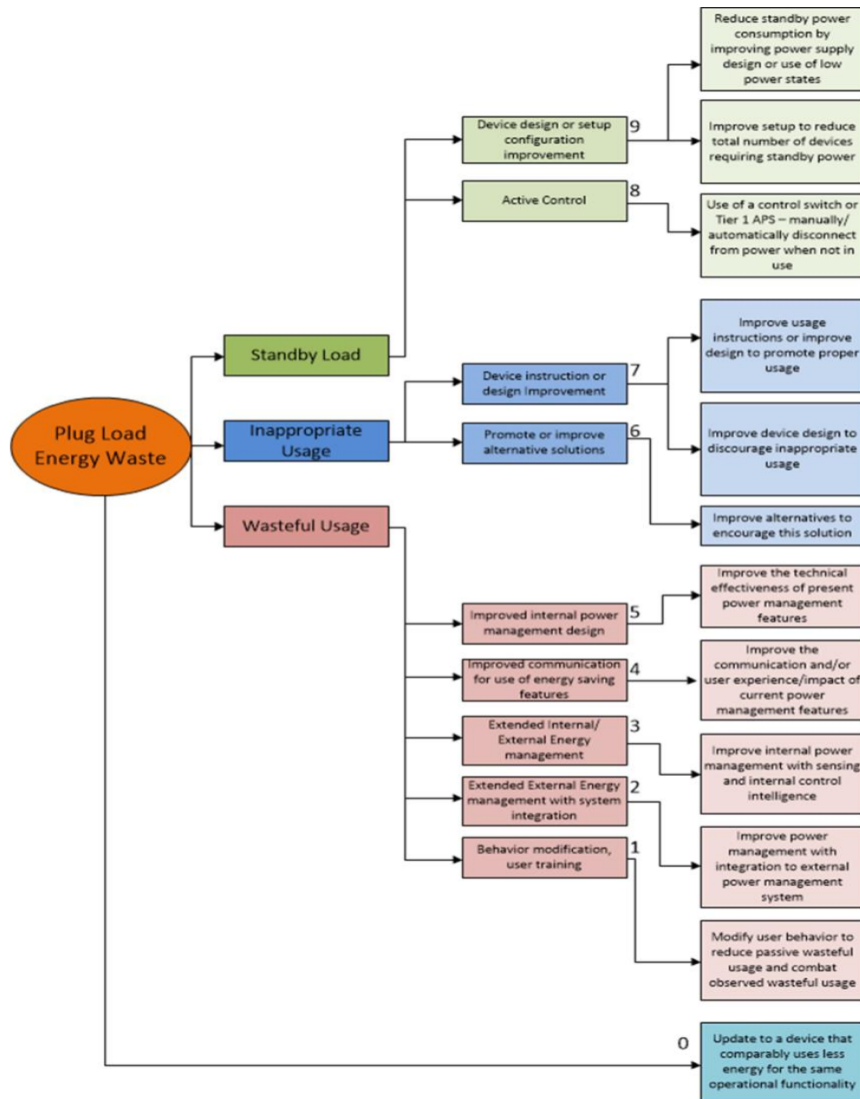 Reduce standby power
consumption by
improving power supply
design or use of low
power states
Device design or setup
configuration
improvement
9
Improve setup to reduce
total number of devices
requiring standby power
Active Control
8
Use of a control switch or
Tier 1 APS – manually/
automatically disconnect
from power when not in
use
Standby Load
Improve usage
instructions or improve
design to promote proper
usage
Device instruction or
design Improvement
7
Plug Load
Energy Waste
Inappropriate
Usage
Promote or improve
alternative solutions
6
Improve device design to
discourage inappropriate
usage
Improve alternatives to
encourage this solution
Wasteful Usage
Improved internal power
management design
5
Improve the technical
effectiveness of present
power management
features
Improved communication
for use of energy saving
features
4
Improve the
communication and/or
user experience/impact of
current power
management features
Extended Internal/
External Energy
management
3
Improve internal power
management with sensing
and internal control
intelligence
Extended External Energy
management with system
integration
2
Improve power
management with
integration to external
power management
system
Behavior modification,
user training
1
Modify user behavior to
reduce passive wasteful
usage and combat
observed wasteful usage
0
Update to a device that
comparably uses less
energy for the same
operational functionality